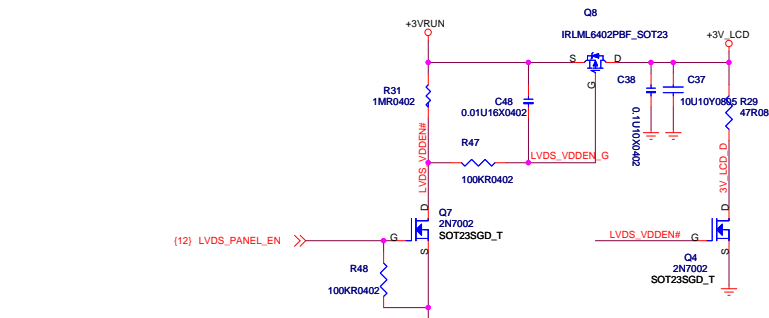 Q8
+3VRUN
IRLML6402PBF_SOT23
+3V_LCD
S
D
G
R31
1MR0402
C48
0.01U16X0402
C38
0.1U10X0402
C37
10U10Y0805
R29
47R08
LVDS_VDDEN#
R47
100KR0402
LVDS_VDDEN_G
3V_LCD_D
D
Q7
2N7002
SOT23SGD_T
G
S
{12} LVDS_PANEL_EN
R48
100KR0402
LVDS_VDDEN#
G
D
S
Q4
2N7002
SOT23SGD_T